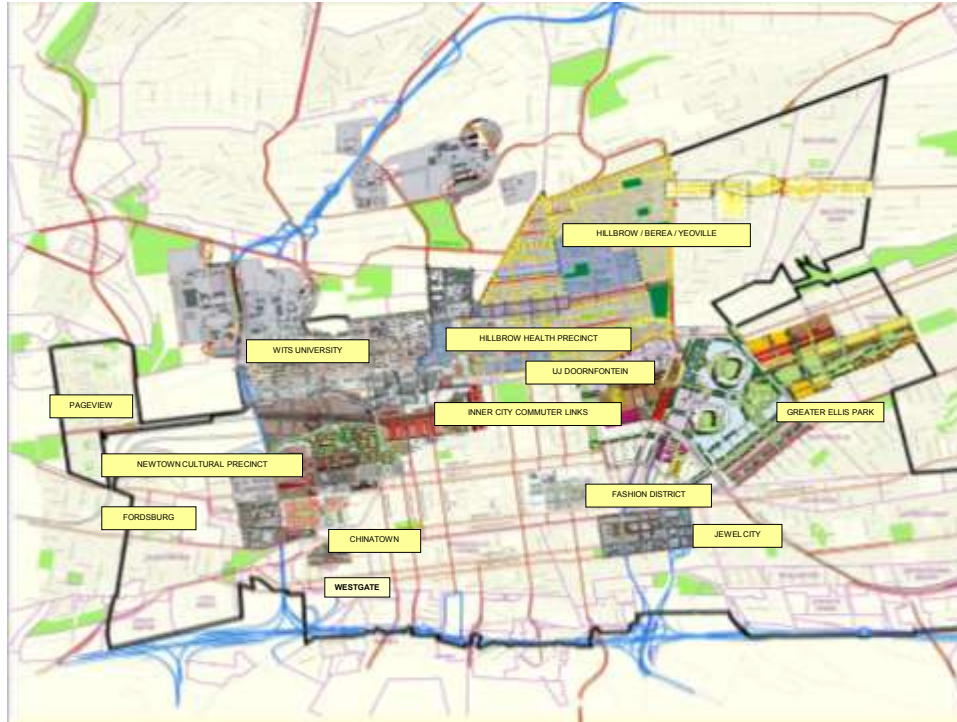 HILLBROW / BEREA / YEOVILLE
HILLBROW HEALTH PRECINCT
WITS UNIVERSITY
UJ DOORNFONTEIN
PAGEVIEW
INNER CITY COMMUTER LINKS
GREATER ELLIS PARK
NEWTOWN CULTURAL PRECINCT
FASHION DISTRICT
FORDSBURG
CHINATOWN
JEWEL CITY
WESTGATE